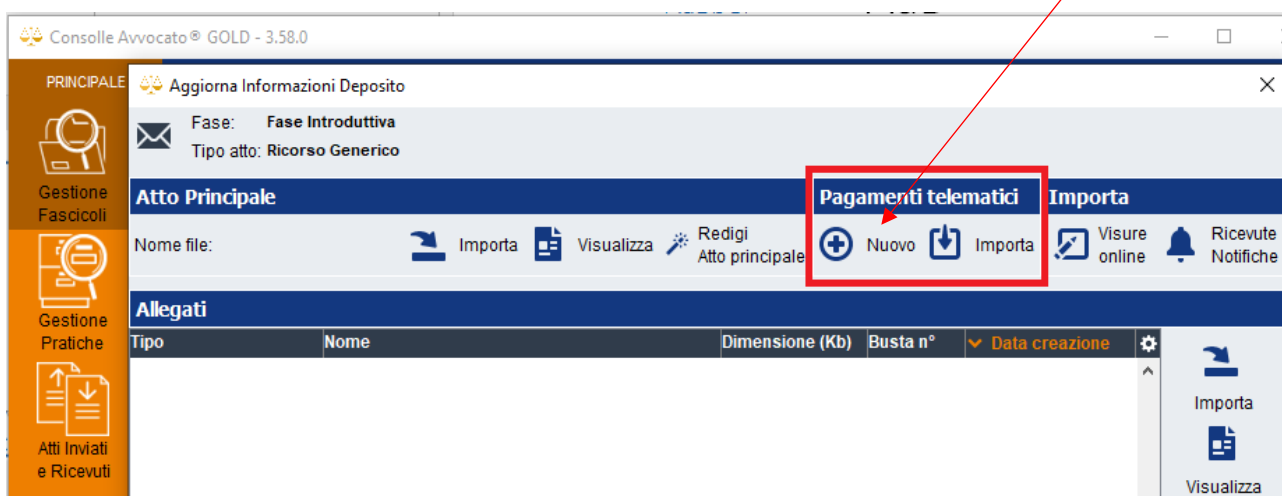 Consolle Avvocato® GOLD - 3.58.0
PRINCIPALE
Aggiorna Informazioni Deposito
Fase: Fase Introduttiva
Tipo atto: Ricorso Generico
Gestione
Fascicoli
Atto Principale
Pagamenti telematici
Importa
Nome file:
Importa
Visualizza
Redigi
Atto principale
Nuovo
Importa
Visure
online
Ricevute
Notifiche
Gestione
Pratiche
Allegati
Tipo
Nome
Dimensione (Kb)
Busta n°
Data creazione
Importa
Visualizza
Atti Inviati
e Ricevuti